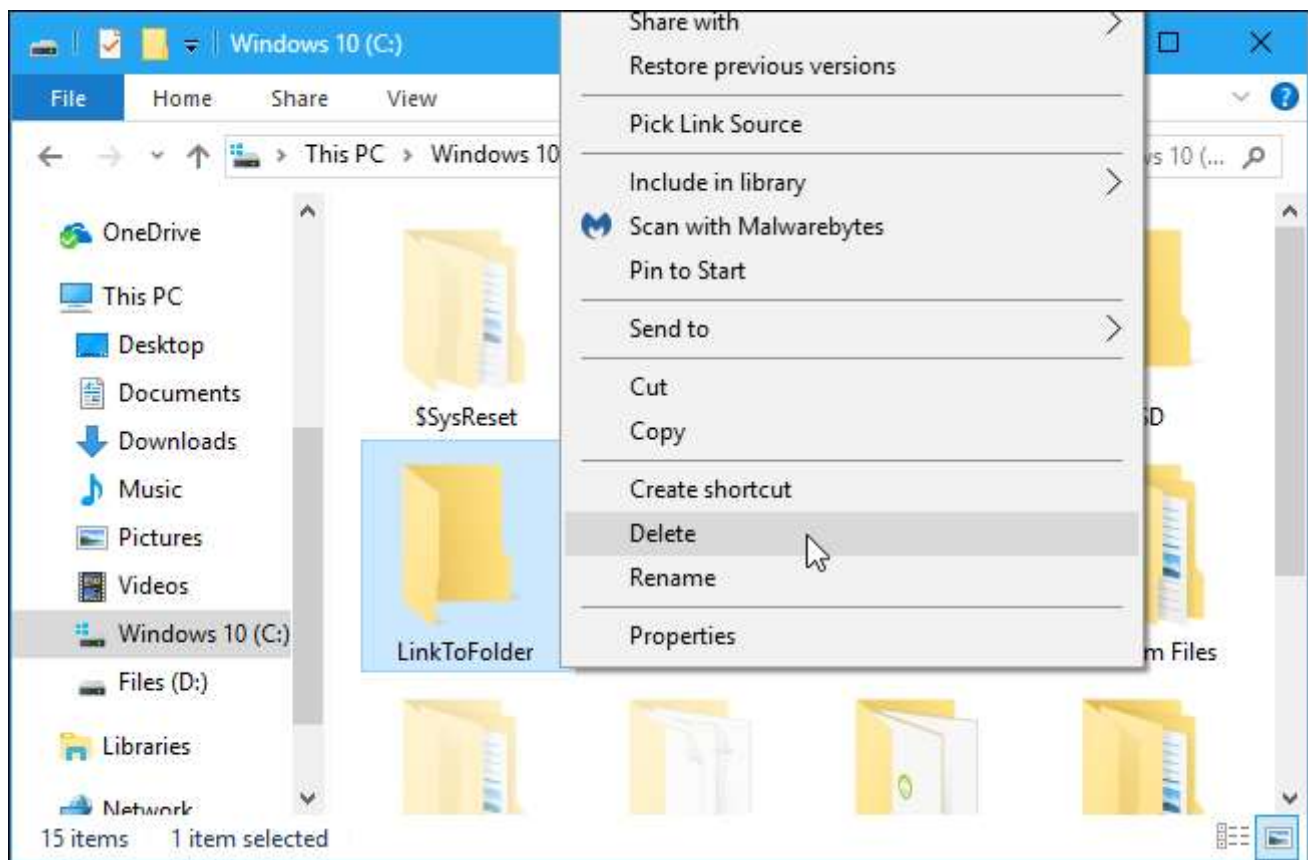 Windows 10 (C:)
File Home Share View
This PC Windows 10
vs 10 (...
OneDrive
This PC
Desktop
Documents
Downloads
Music
Pictures
Videos
Windows 10 (C:)
Files (D:)
Libraries
Network
$SysReset
LinkToFolder
m Files
Share with
Restore previous versions
Pick Link Source
Include in library
Scan with Malwarebytes
Pin to Start
Send to
Cut
Copy
Create shortcut
Delete
Rename
Properties
15 items 1 item selected